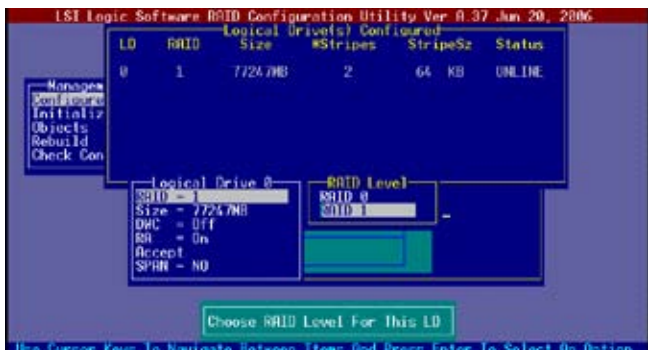 LSI Logic Software RAID Configuration Utility Ver A.37 Jun 20, 2006
Logical Drive(s) Configured
LD RAID Size #Stripes StripeSz Status
0 1 77247MB 2 64 KB ONLINE
Managem
Configure
Initializ
Objects
Rebuild
Check Con
Logical Drive 0
RAID = 1
Size = 77247MB
DWC = Off
RA = On
Accept
SPAN = NO
RAID Level
RAID 0
RAID 1
Choose RAID Level For This LD
Use Cursor Keys To Navigate Between Items And Press Enter To Select An Option